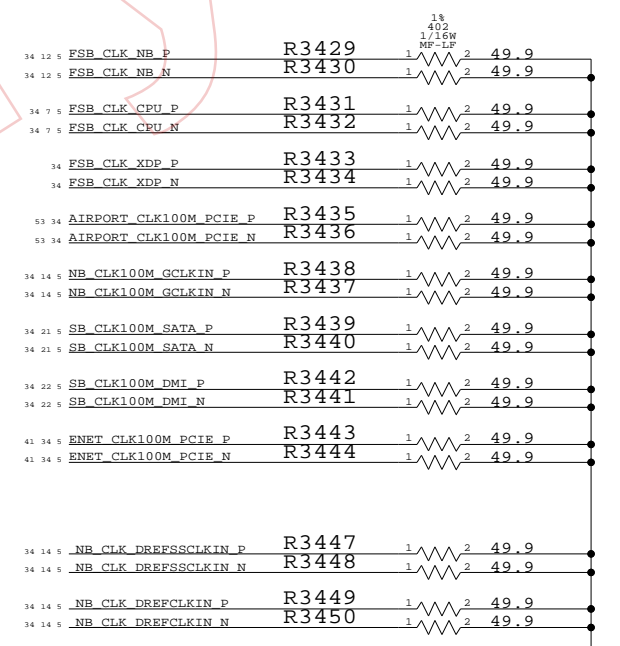 1%
402
1/16W
MF-LF
34 12 5 FSB_CLK_NB_P R3429 1 2 49.9
34 12 5 FSB_CLK_NB_N R3430 1 2 49.9
34 7 5 FSB_CLK_CPU_P R3431 1 2 49.9
34 7 5 FSB_CLK_CPU_N R3432 1 2 49.9
34 FSB_CLK_XDP_P R3433 1 2 49.9
34 FSB_CLK_XDP_N R3434 1 2 49.9
53 34 AIRPORT_CLK100M_PCIE_P R3435 1 2 49.9
53 34 AIRPORT_CLK100M_PCIE_N R3436 1 2 49.9
34 14 5 NB_CLK100M_GCLKIN_P R3438 1 2 49.9
34 14 5 NB_CLK100M_GCLKIN_N R3437 1 2 49.9
34 21 5 SB_CLK100M_SATA_P R3439 1 2 49.9
34 21 5 SB_CLK100M_SATA_N R3440 1 2 49.9
34 22 5 SB_CLK100M_DMI_P R3442 1 2 49.9
34 22 5 SB_CLK100M_DMI_N R3441 1 2 49.9
41 34 5 ENET_CLK100M_PCIE_P R3443 1 2 49.9
41 34 5 ENET_CLK100M_PCIE_N R3444 1 2 49.9
34 14 5 NB_CLK_DREFSSCLKIN_P R3447 1 2 49.9
34 14 5 NB_CLK_DREFSSCLKIN_N R3448 1 2 49.9
34 14 5 NB_CLK_DREFCLKIN_P R3449 1 2 49.9
34 14 5 NB_CLK_DREFCLKIN_N R3450 1 2 49.9